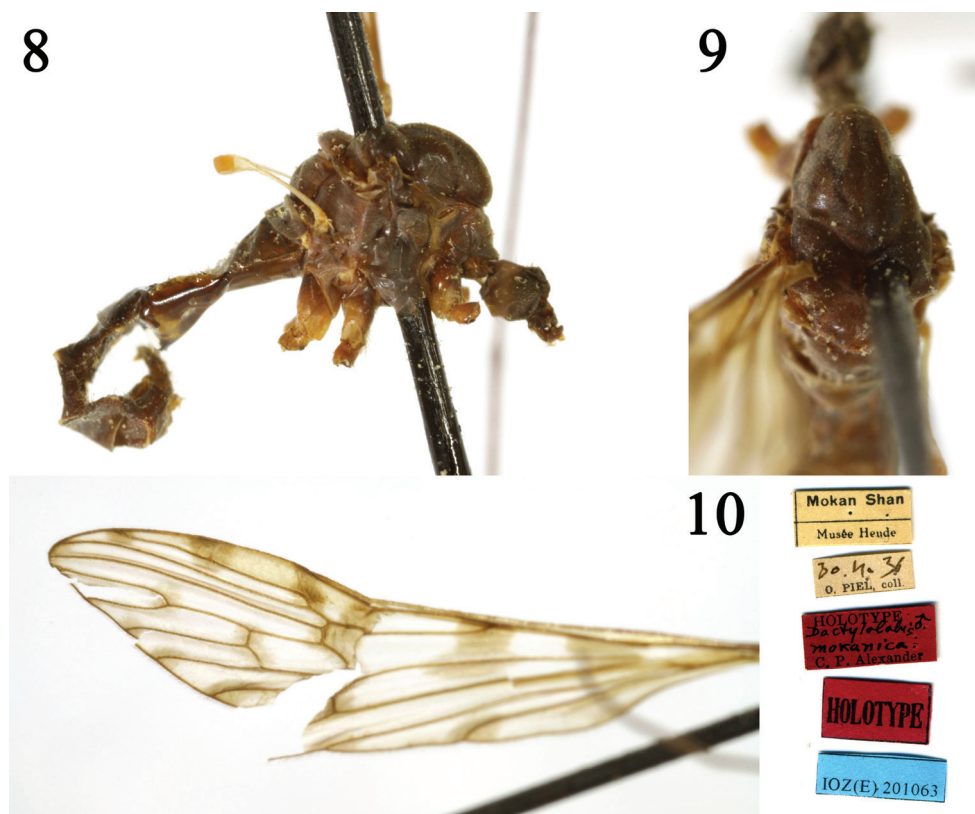 8
9
10
Mokan Shan
Musée Heude
30.4.36
O. PIEL, coll.
HOLOTYPE
Dactylolabis
mokanica
C. P. Alexander
HOLOTYPE
IOZ(E) 201063